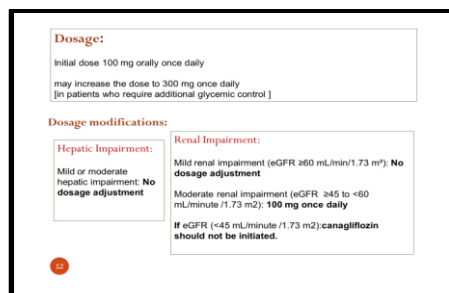 Dosage:
Initial dose 100 mg orally once daily
may increase the dose to 300 mg once daily
[in patients who require additional glycemic control ]
Dosage modifications:
Hepatic Impairment:
Mild or moderate
hepatic impairment: No
dosage adjustment
Renal Impairment:
Mild renal impairment (eGFR ≥60 mL/min/1.73 m²): No
dosage adjustment
Moderate renal impairment (eGFR ≥45 to <60
mL/minute /1.73 m2): 100 mg once daily
If eGFR (<45 mL/minute /1.73 m2):canagliflozin
should not be initiated.
12